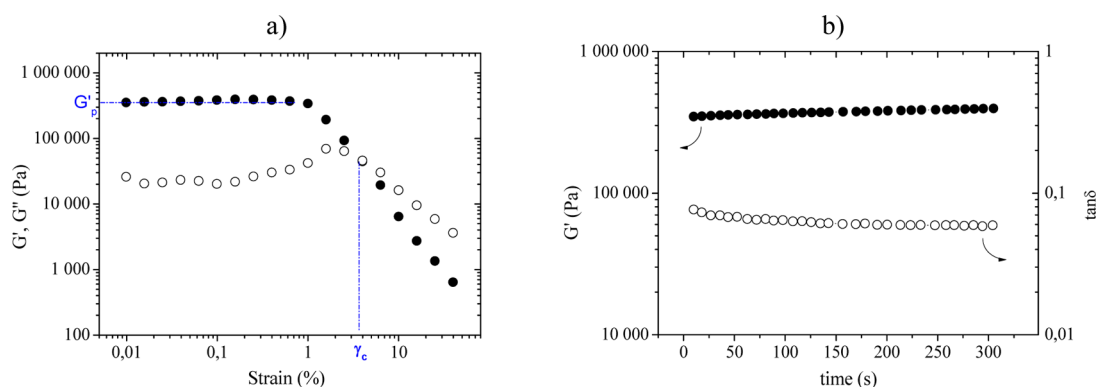 a)
1 000 000
G'p
100 000
10 000
1 000
100
G', G'' (Pa)
0,01
0,1
1
10
γc
Strain (%)
b)
1 000 000
100 000
10 000
G' (Pa)
1
0,1
0,01
tanδ
0
50
100
150
200
250
300
time (s)